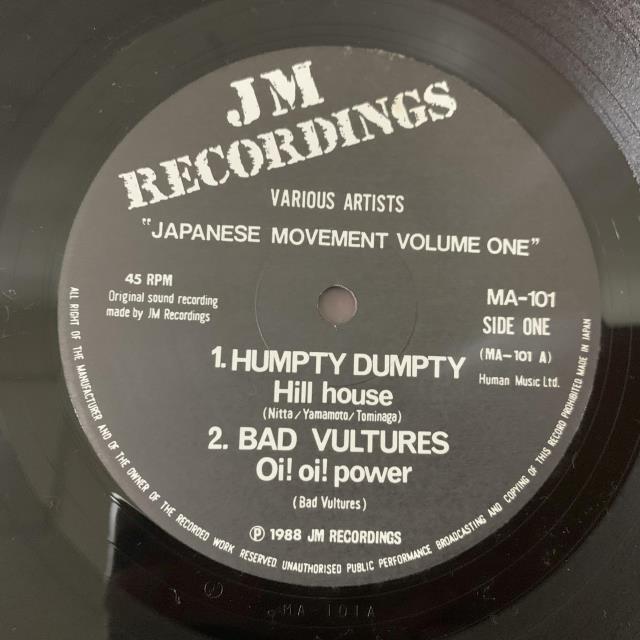 JM
RECORDINGS
VARIOUS ARTISTS
"JAPANESE MOVEMENT VOLUME ONE"
45 RPM
Original sound recording
made by JM Recordings
MA-101
SIDE ONE
(MA-101 A)
Human Music Ltd.
1. HUMPTY DUMPTY
Hill house
(Nitta/Yamamoto/Tominaga)
2. BAD VULTURES
Oi! oi! power
(Bad Vultures)
Ⓟ 1988 JM RECORDINGS
ALL RIGHT OF THE MANUFACTURER AND OF THE OWNER OF THE RECORDED WORK RESERVED. UNAUTHORISED PUBLIC PERFORMANCE BROADCASTING AND COPYING OF THIS RECORD PROHIBITED MADE IN JAPAN
MA-101A